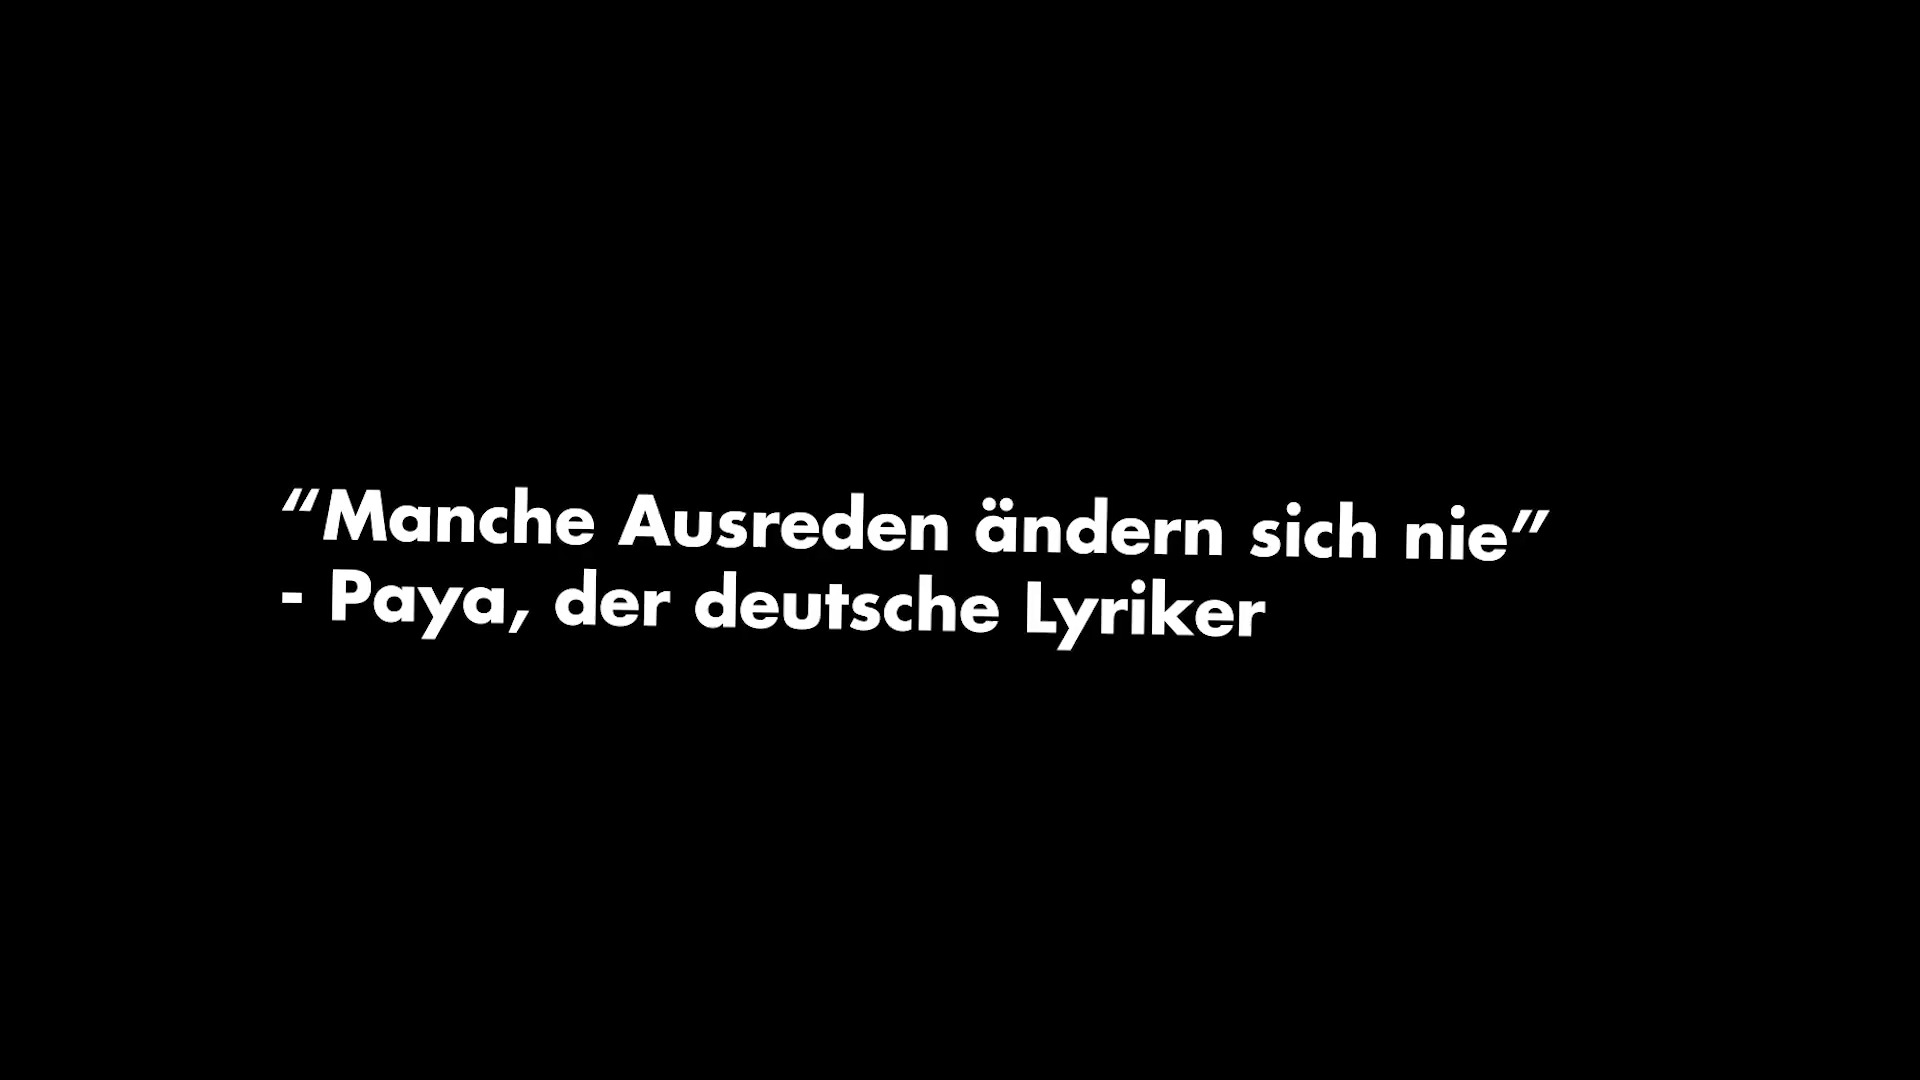 “Manche Ausreden ändern sich nie”
- Paya, der deutsche Lyriker